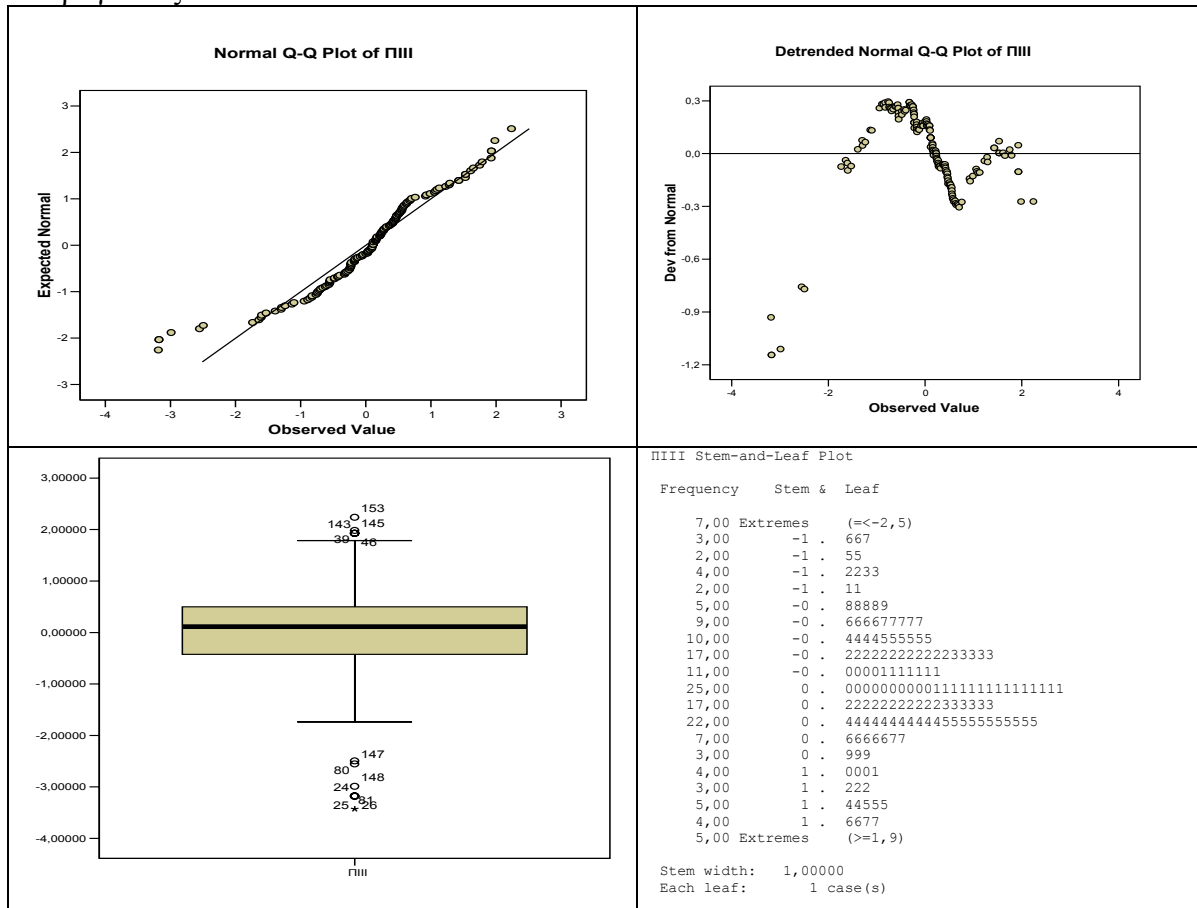 Normal Q-Q Plot of ΠIII
3
2
1
0
-1
-2
-3
Expected Normal
-4 -3 -2 -1 0 1 2 3
Observed Value
Detrended Normal Q-Q Plot of ΠIII
0,3
0,0
-0,3
-0,6
-0,9
-1,2
Dev from Normal
-4 -2 0 2 4
Observed Value
3,00000
2,00000
1,00000
0,00000
-1,00000
-2,00000
-3,00000
-4,00000
153
143 145
39 46
147
80
148
24
81
25 26
ΠIII
ΠIII Stem-and-Leaf Plot
Frequency Stem & Leaf
7,00 Extremes (=<-2,5)
3,00 -1 . 667
2,00 -1 . 55
4,00 -1 . 2233
2,00 -1 . 11
5,00 -0 . 88889
9,00 -0 . 666677777
10,00 -0 . 4444555555
17,00 -0 . 22222222222233333
11,00 -0 . 00001111111
25,00 0 . 0000000000111111111111111
17,00 0 . 22222222222333333
22,00 0 . 4444444444455555555555
7,00 0 . 6666677
3,00 0 . 999
4,00 1 . 0001
3,00 1 . 222
5,00 1 . 44555
4,00 1 . 6677
5,00 Extremes (>=1,9)
Stem width: 1,00000
Each leaf: 1 case(s)